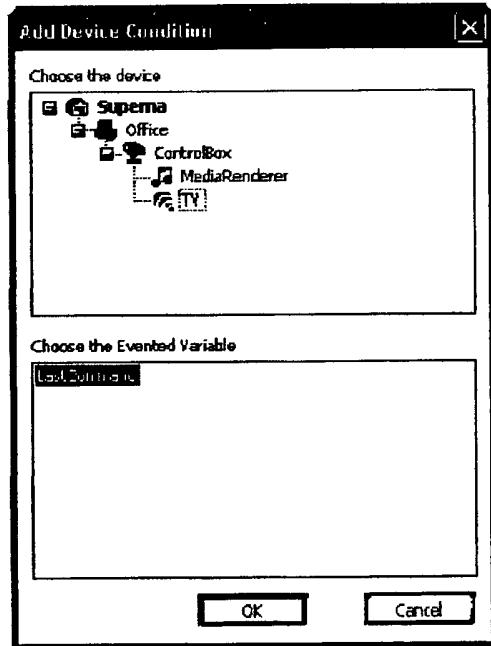 Add Device Condition
Choose the device
Superna
Office
ControlBox
MediaRenderer
TV
Choose the Evented Variable
LastCommand
OK
Cancel